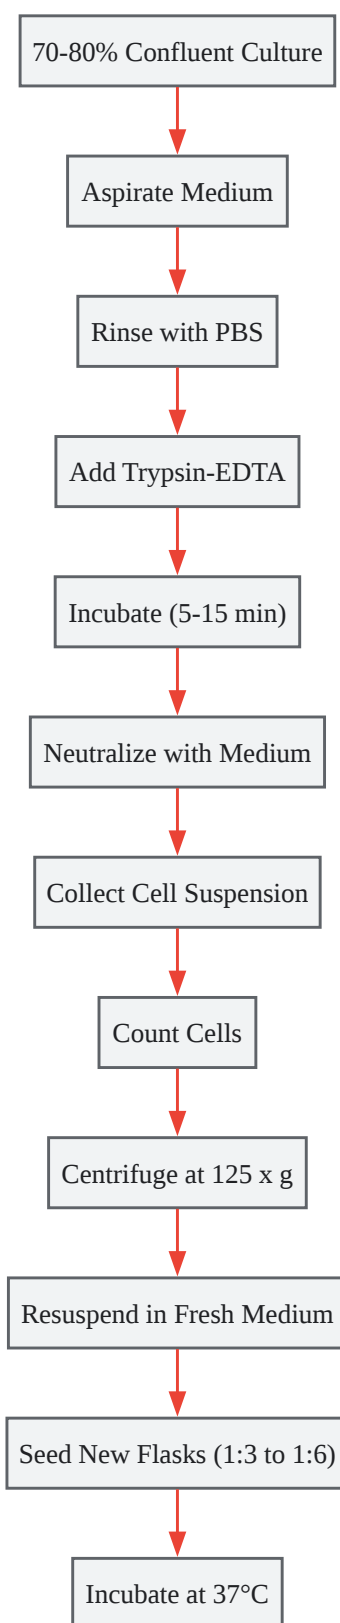 70-80% Confluent Culture
Aspirate Medium
Rinse with PBS
Add Trypsin-EDTA
Incubate (5-15 min)
Neutralize with Medium
Collect Cell Suspension
Count Cells
Centrifuge at 125 x g
Resuspend in Fresh Medium
Seed New Flasks (1:3 to 1:6)
Incubate at 37°C